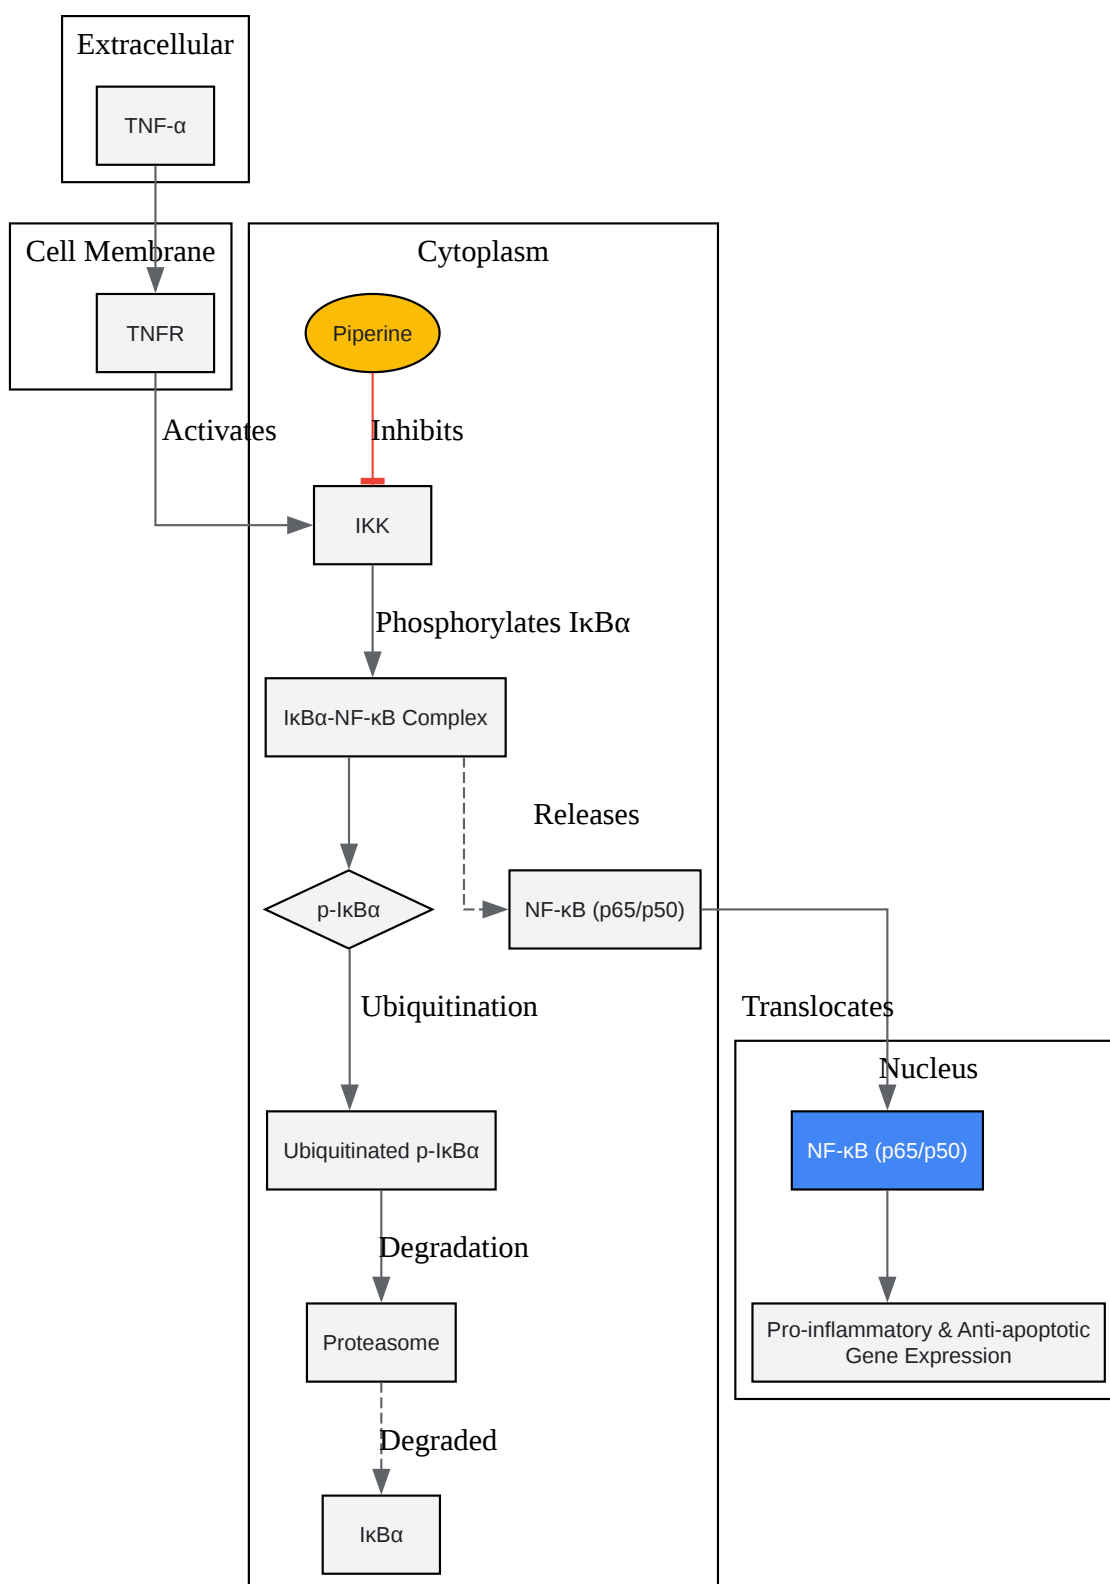 Extracellular
TNF-α
Cell Membrane
Cytoplasm
TNFR
Piperine
Activates
Inhibits
IKK
Phosphorylates IκBα
IκBα-NF-κB Complex
Releases
p-IκBα
NF-κB (p65/p50)
Ubiquitination
Translocates
Nucleus
Ubiquitinated p-IκBα
NF-κB (p65/p50)
Degradation
Proteasome
Pro-inflammatory & Anti-apoptotic
Gene Expression
Degraded
IκBα